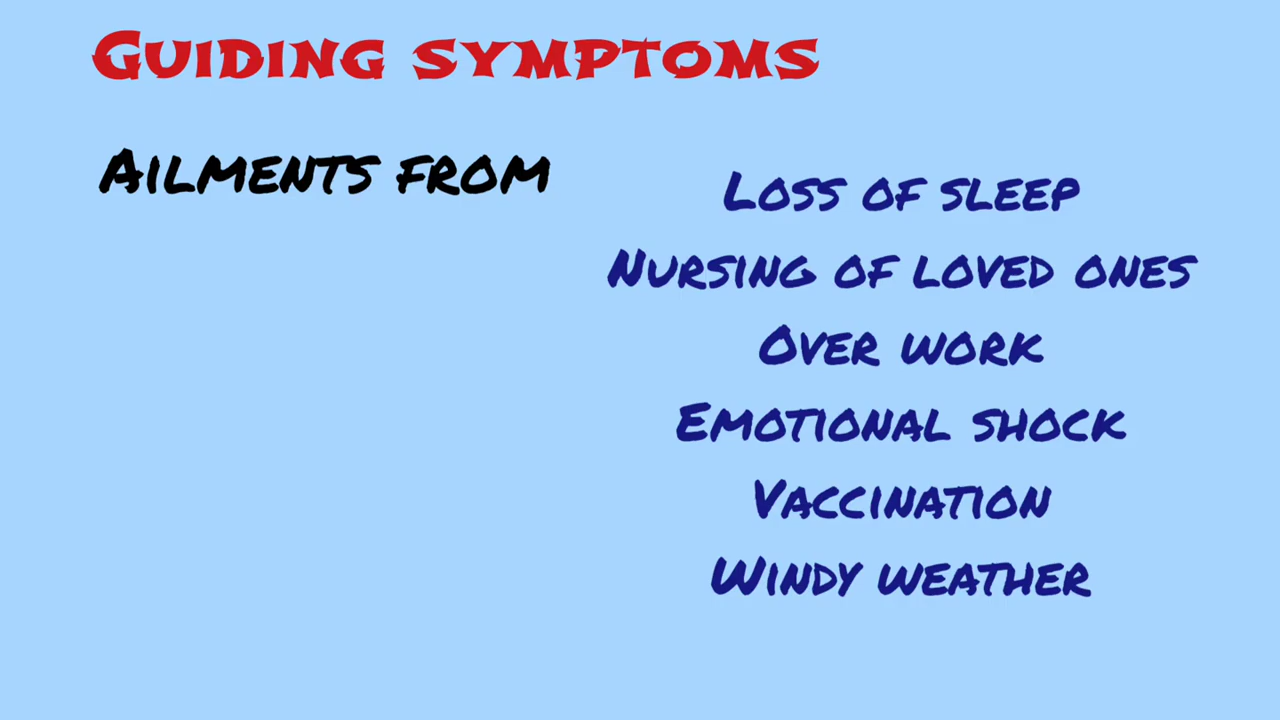 Guiding symptoms
Ailments from
Loss of sleep
Nursing of loved ones
Over work
Emotional shock
Vaccination
Windy weather